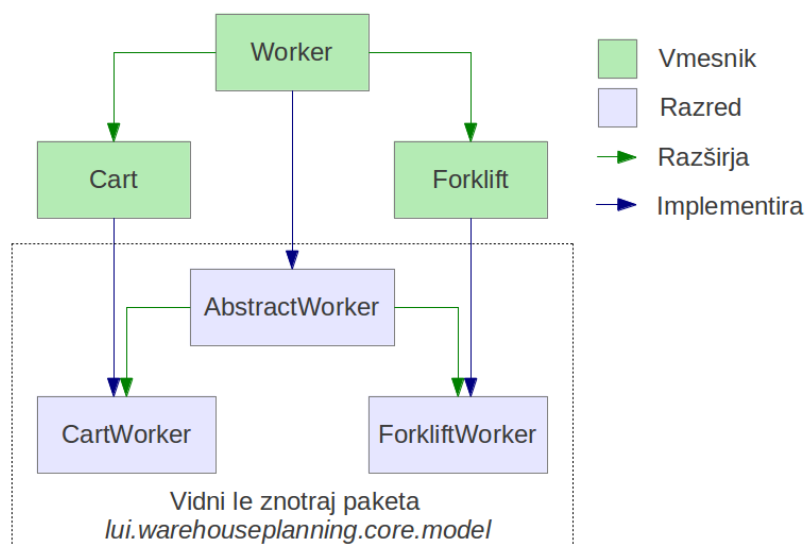 Worker
Cart
Forklift
AbstractWorker
CartWorker
ForkliftWorker
Vidni le znotraj paketa
lui.warehouseplanning.core.model
Vmesnik
Razred
Razširja
Implementira